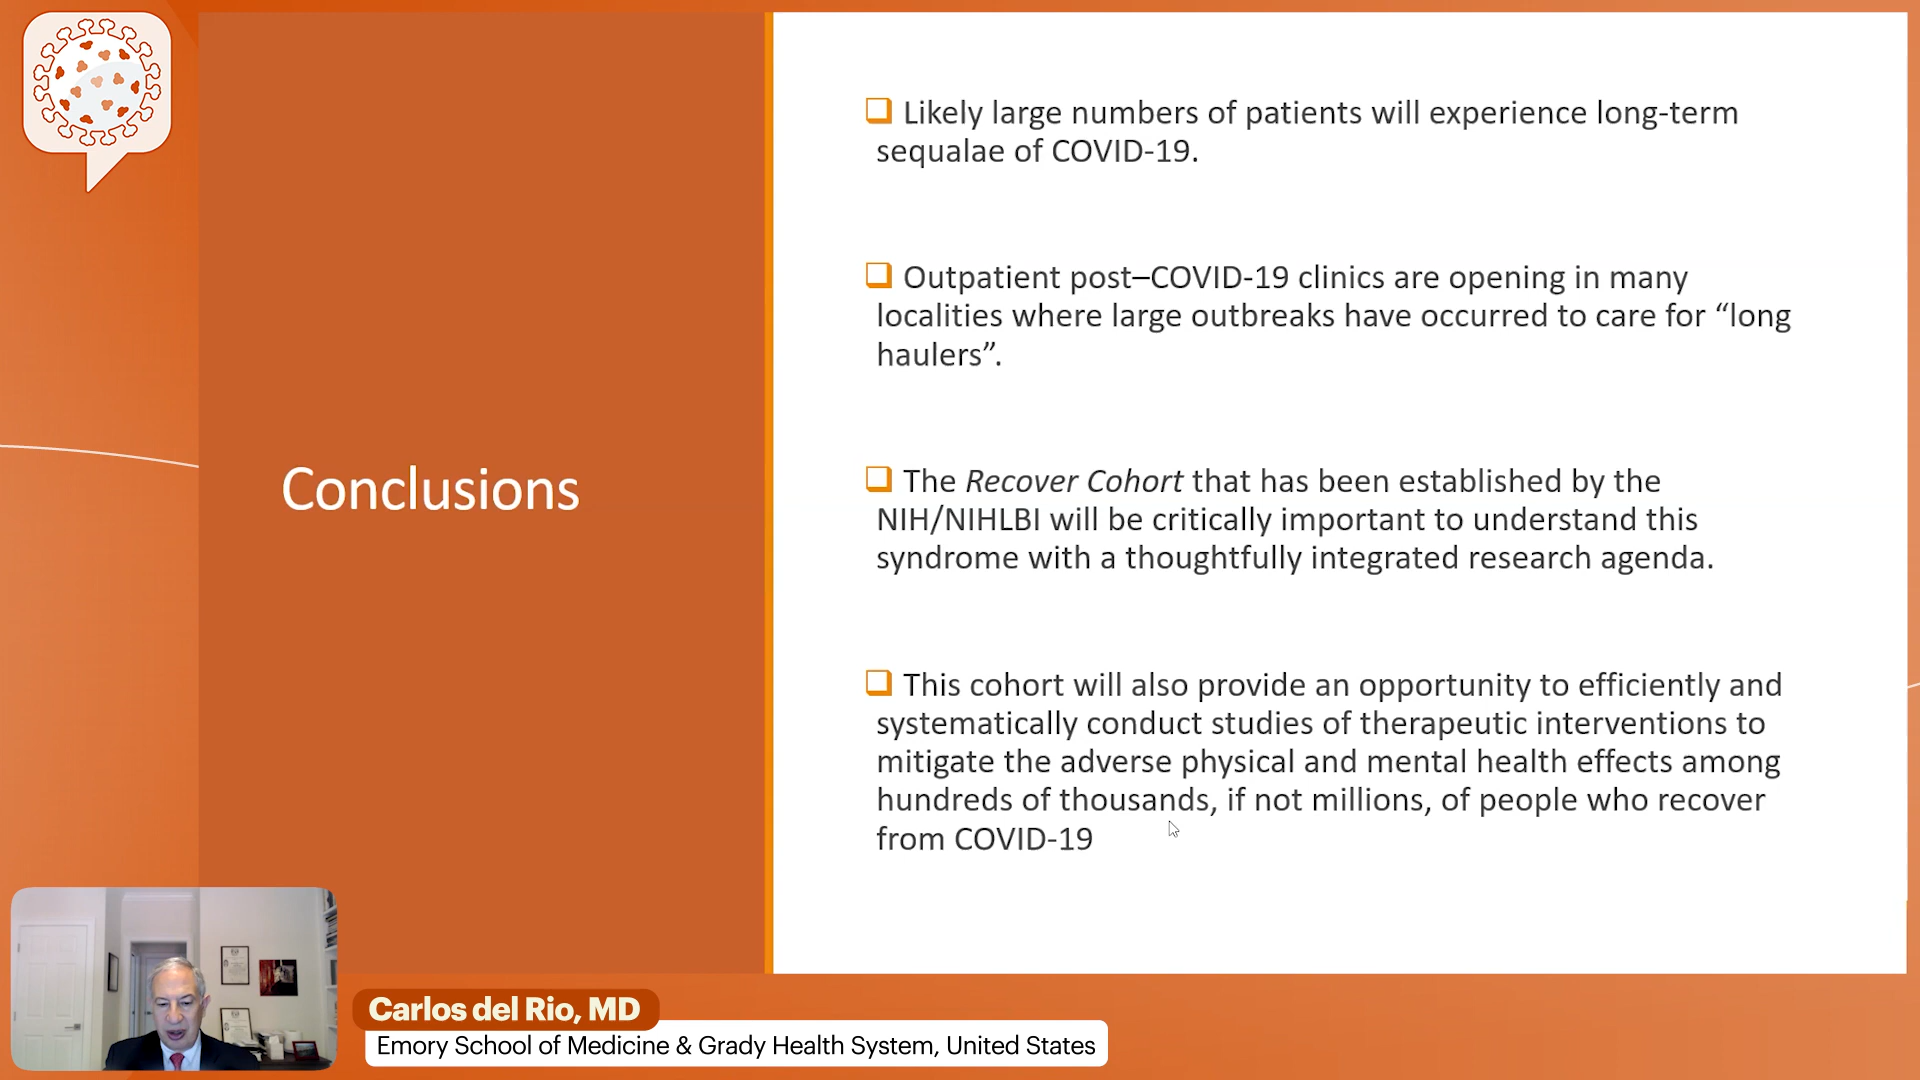 Conclusions
❑ Likely large numbers of patients will experience long-term
sequalae of COVID-19.
❑ Outpatient post–COVID-19 clinics are opening in many
localities where large outbreaks have occurred to care for “long
haulers”.
❑ The Recover Cohort that has been established by the
NIH/NIHLBI will be critically important to understand this
syndrome with a thoughtfully integrated research agenda.
❑ This cohort will also provide an opportunity to efficiently and
systematically conduct studies of therapeutic interventions to
mitigate the adverse physical and mental health effects among
hundreds of thousands, if not millions, of people who recover
from COVID-19
Carlos del Rio, MD
Emory School of Medicine & Grady Health System, United States